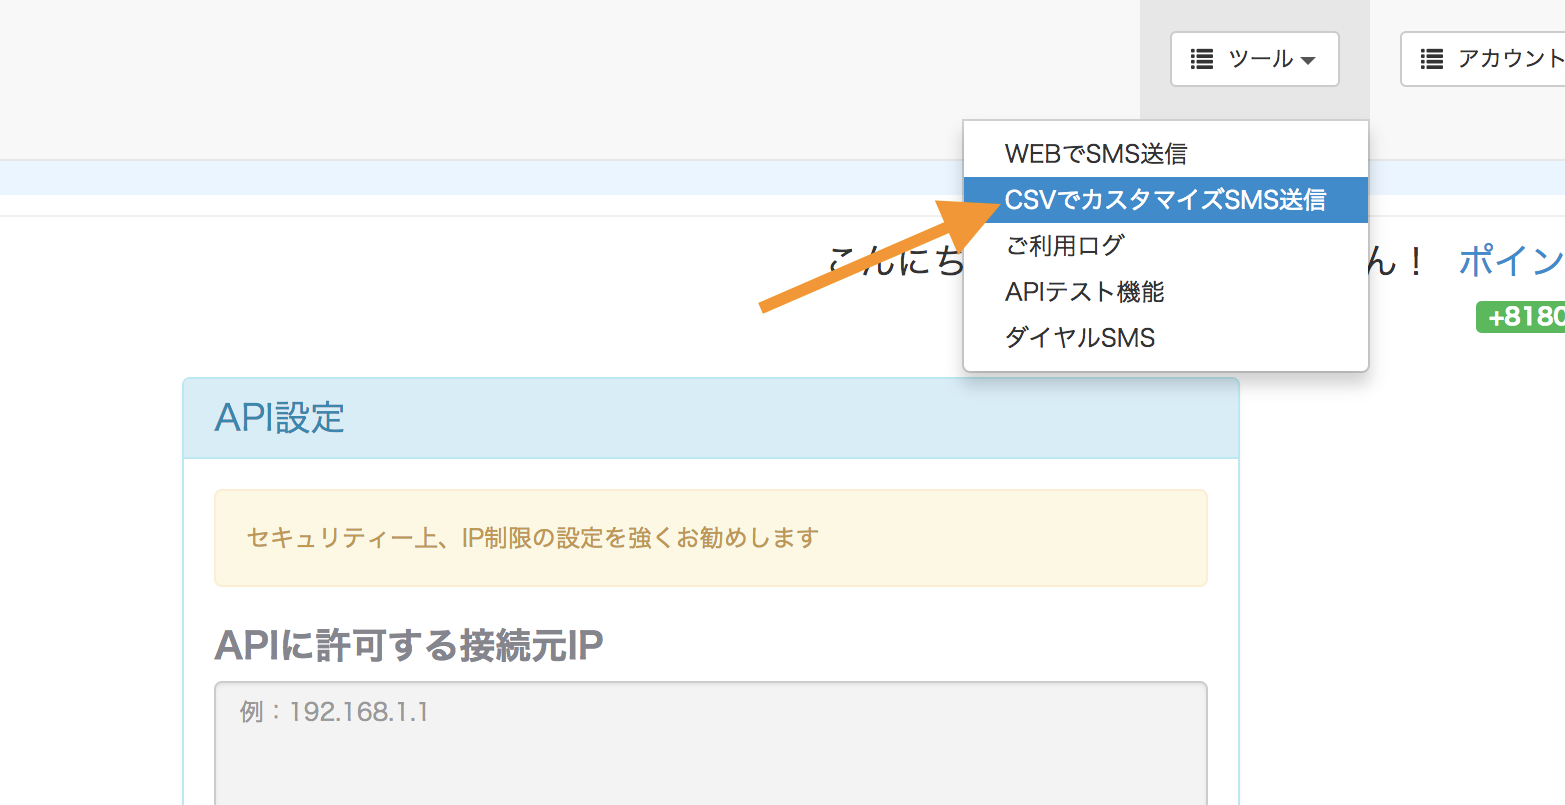 ツール
アカウント
WEBでSMS送信
CSVでカスタマイズSMS送信
ご利用ログ
APIテスト機能
ダイヤルSMS
こんにち
ん！ ポイン
+8180
API設定
セキュリティー上、IP制限の設定を強くお勧めします
APIに許可する接続元IP
例：192.168.1.1